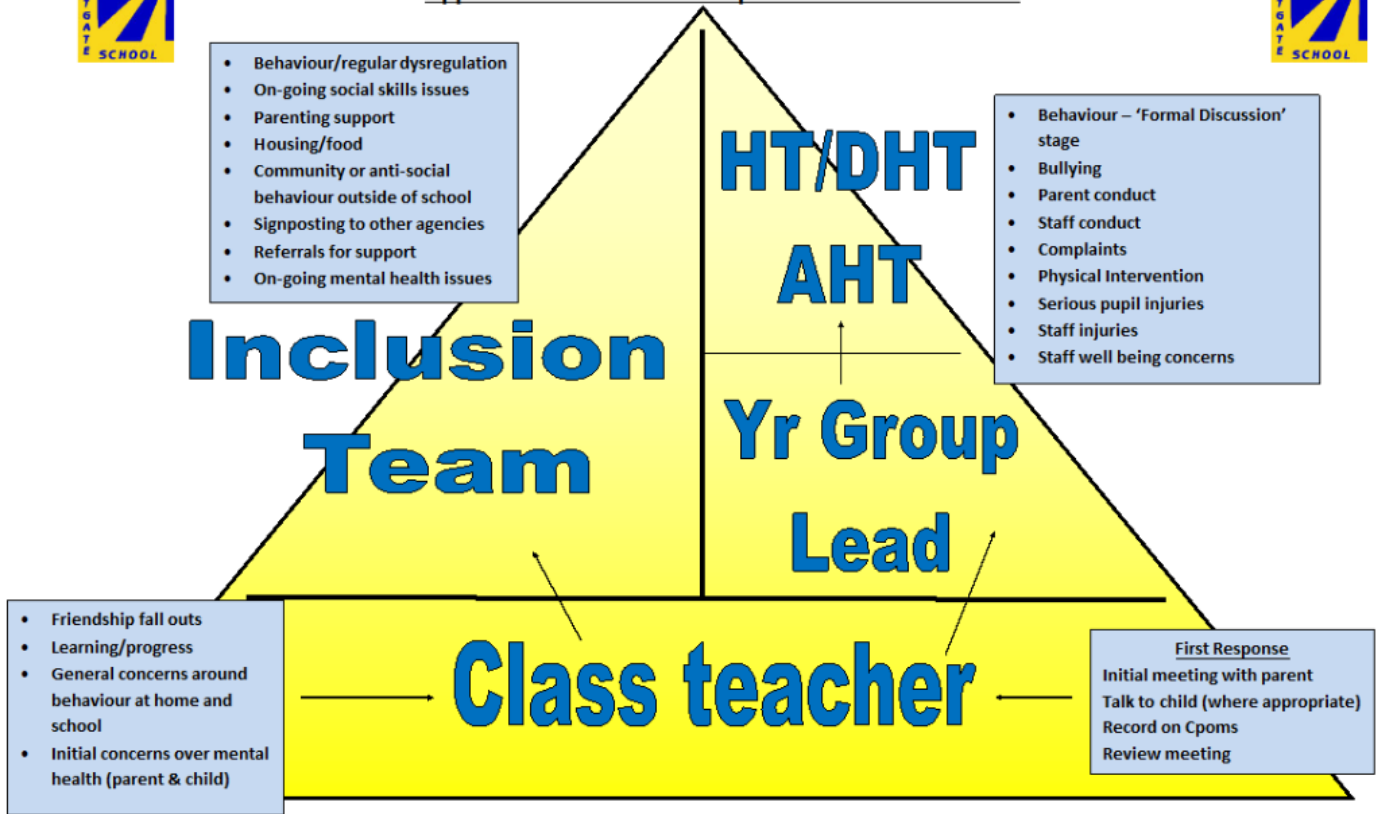 TGATE
SCHOOL
TGATE
SCHOOL
• Behaviour/regular dysregulation
• On-going social skills issues
• Parenting support
• Housing/food
• Community or anti-social
behaviour outside of school
• Signposting to other agencies
• Referrals for support
• On-going mental health issues
HT/DHT
AHT
• Behaviour – ‘Formal Discussion’
stage
• Bullying
• Parent conduct
• Staff conduct
• Complaints
• Physical Intervention
• Serious pupil injuries
• Staff injuries
• Staff well being concerns
Inclusion
Team
Yr Group
Lead
• Friendship fall outs
• Learning/progress
• General concerns around
behaviour at home and
school
• Initial concerns over mental
health (parent & child)
Class teacher
First Response
Initial meeting with parent
Talk to child (where appropriate)
Record on Cpoms
Review meeting